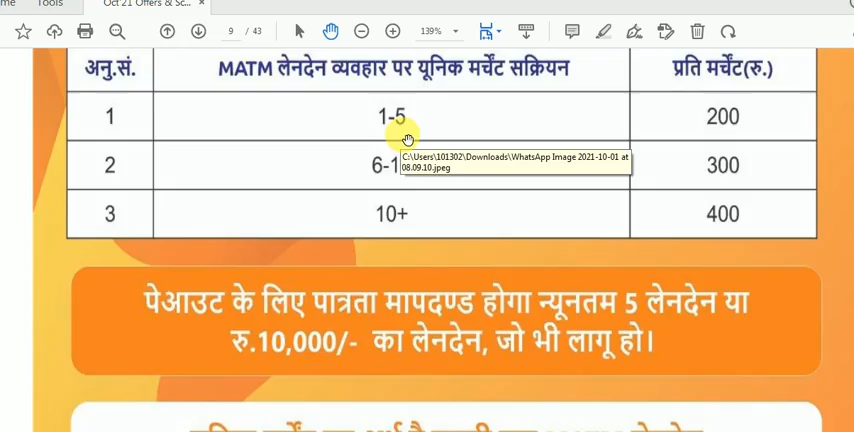 Tools
Oct'21 Offers & Sc... ×
9 / 43
139%
अनु.सं. MATM लेनदेन व्यवहार पर यूनिक मर्चेंट सक्रियन प्रति मर्चेंट(रु.)
1 1-5 200
2 6-1 300
C:\Users\101302\Downloads\WhatsApp Image 2021-10-01 at
08.09.10.jpeg
3 10+ 400
पेआउट के लिए पात्रता मापदण्ड होगा न्यूनतम 5 लेनदेन या
रु.10,000/- का लेनदेन, जो भी लागू हो।